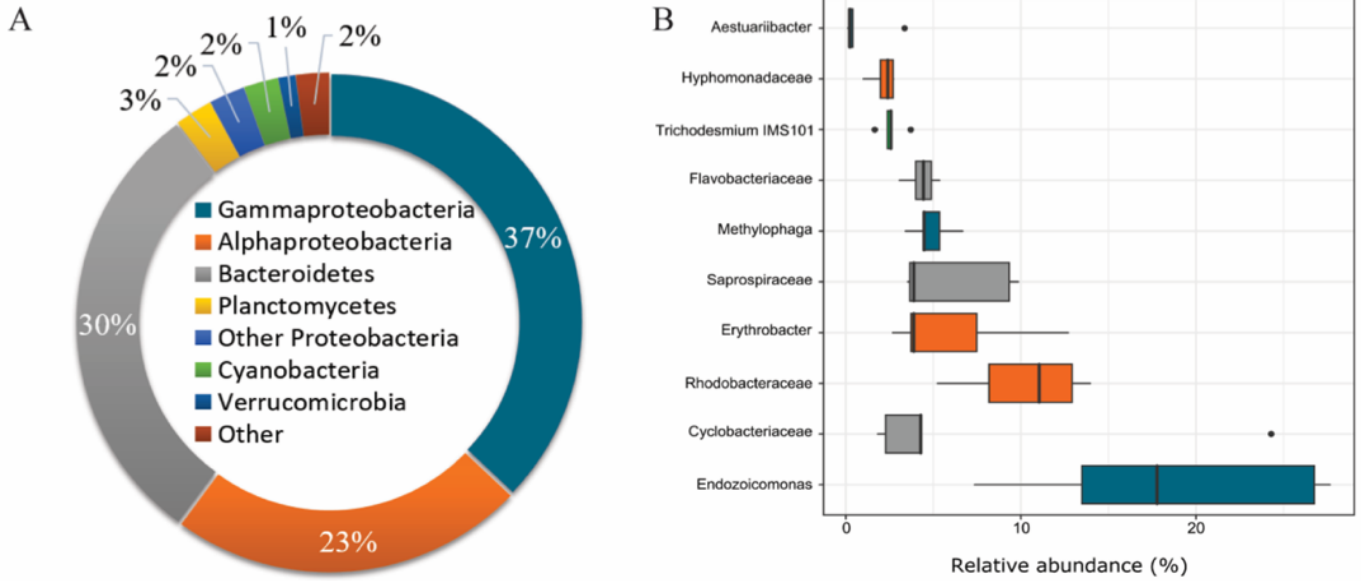 A
3%
2%
2%
1%
2%
37%
30%
23%
Gammaproteobacteria
Alphaproteobacteria
Bacteroidetes
Planctomycetes
Other Proteobacteria
Cyanobacteria
Verrucomicrobia
Other
B
Aestuariibacter
Hyphomonadaceae
Trichodesmium IMS101
Flavobacteriaceae
Methylophaga
Saprospiraceae
Erythrobacter
Rhodobacteraceae
Cyclobacteriaceae
Endozoicomonas
0 10 20
Relative abundance (%)